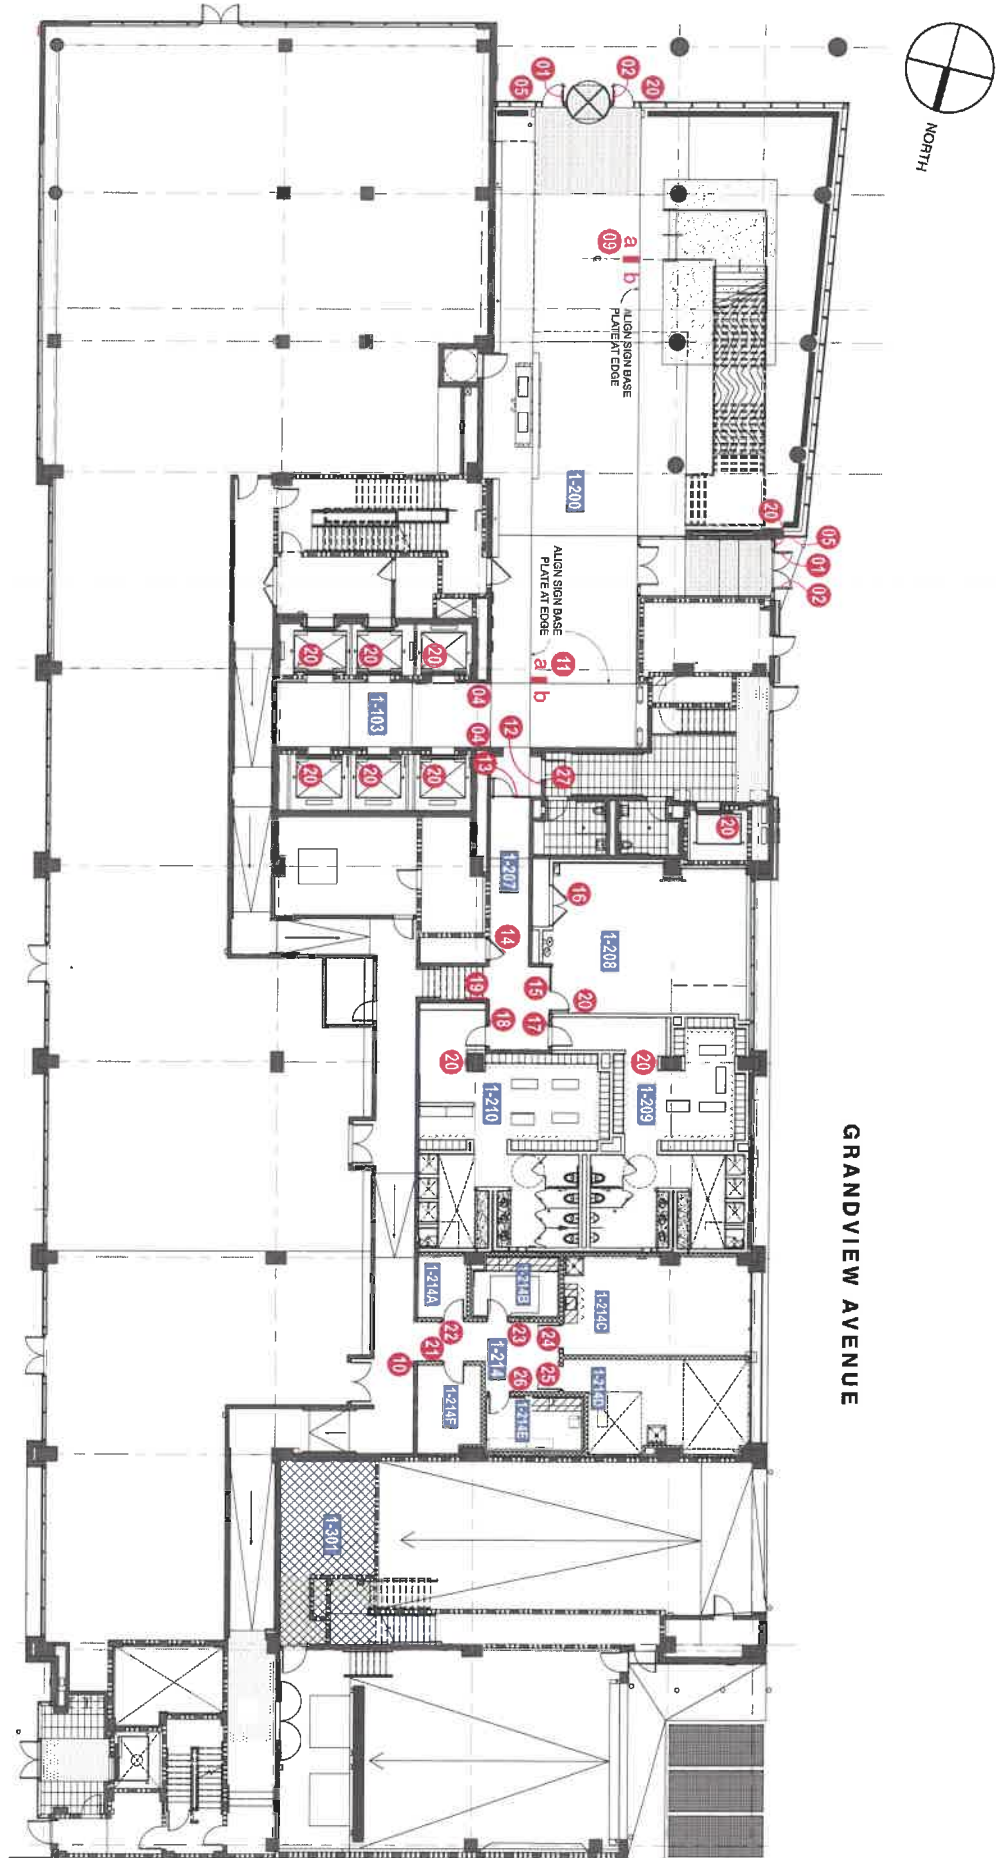 NORTH
01
02
20
05
a
09
b
ALIGN SIGN BASE
PLATE AT EDGE
1-200
20
05
01
02
ALIGN SIGN BASE
PLATE AT EDGE
11
a
b
20
20
20
04
1-103
04
12
13
27
20
20
20
20
1-207
16
14
1-208
15
19
20
18
17
20
20
1-210
1-209
GRANDVIEW AVENUE
1-214A
1-214B
1-214C
22
23
24
21
10
1-214
26
25
1-214D
1-214F
1-214E
1-301